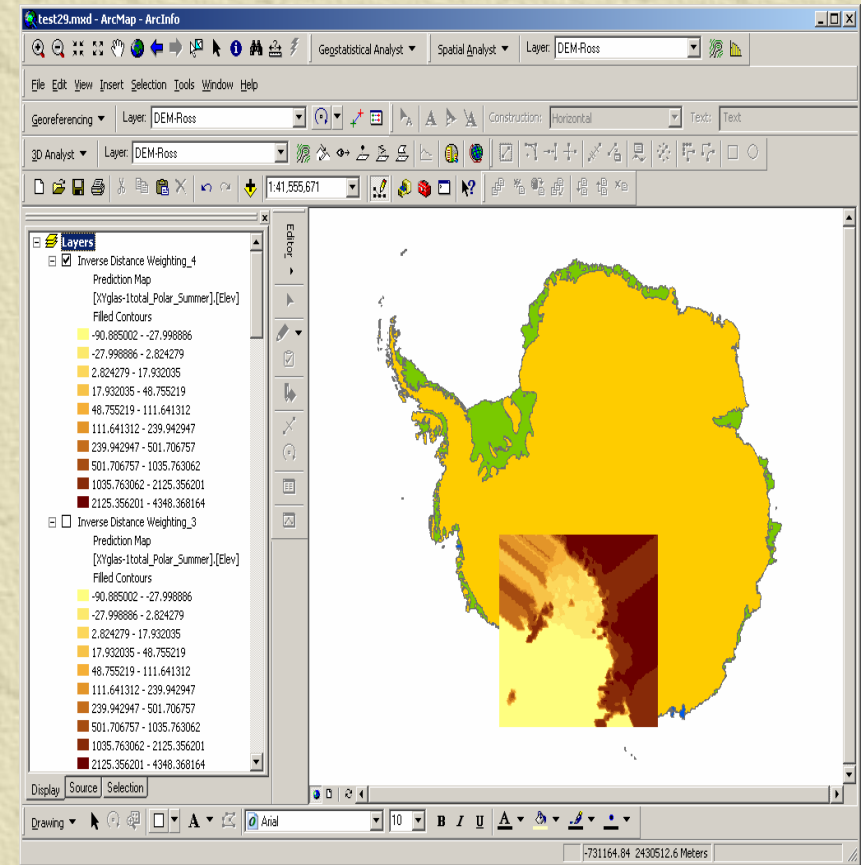 test29.mxd - ArcMap - ArcInfo
Geostatistical Analyst Spatial Analyst Layer: DEM-Ross
File Edit View Insert Selection Tools Window Help
Georeferencing Layer: DEM-Ross Construction: Horizontal Text: Text
3D Analyst Layer: DEM-Ross
1:41,555,671
Layers
Inverse Distance Weighting_4
Prediction Map
[XYglas-1total_Polar_Summer].[Elev]
Filled Contours
-90.885002 - -27.998886
-27.998886 - 2.824279
2.824279 - 17.932035
17.932035 - 48.755219
48.755219 - 111.641312
111.641312 - 239.942947
239.942947 - 501.706757
501.706757 - 1035.763062
1035.763062 - 2125.356201
2125.356201 - 4348.368164
Inverse Distance Weighting_3
Prediction Map
[XYglas-1total_Polar_Summer].[Elev]
Filled Contours
-90.885002 - -27.998886
-27.998886 - 2.824279
2.824279 - 17.932035
17.932035 - 48.755219
48.755219 - 111.641312
111.641312 - 239.942947
239.942947 - 501.706757
501.706757 - 1035.763062
1035.763062 - 2125.356201
2125.356201 - 4348.368164
Editor
Display Source Selection
Drawing A Arial 10 B I U A
-731164.84 2430512.6 Meters